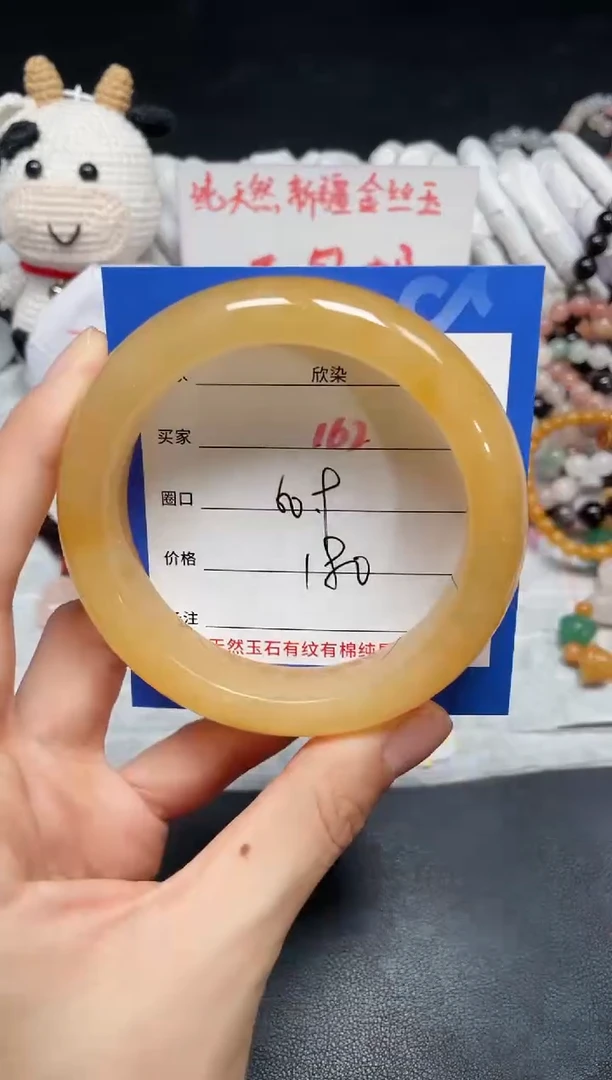 纯天然新疆金丝玉
欣染
买家 162
圈口
价格 180
注
天然玉石有纹有棉纯